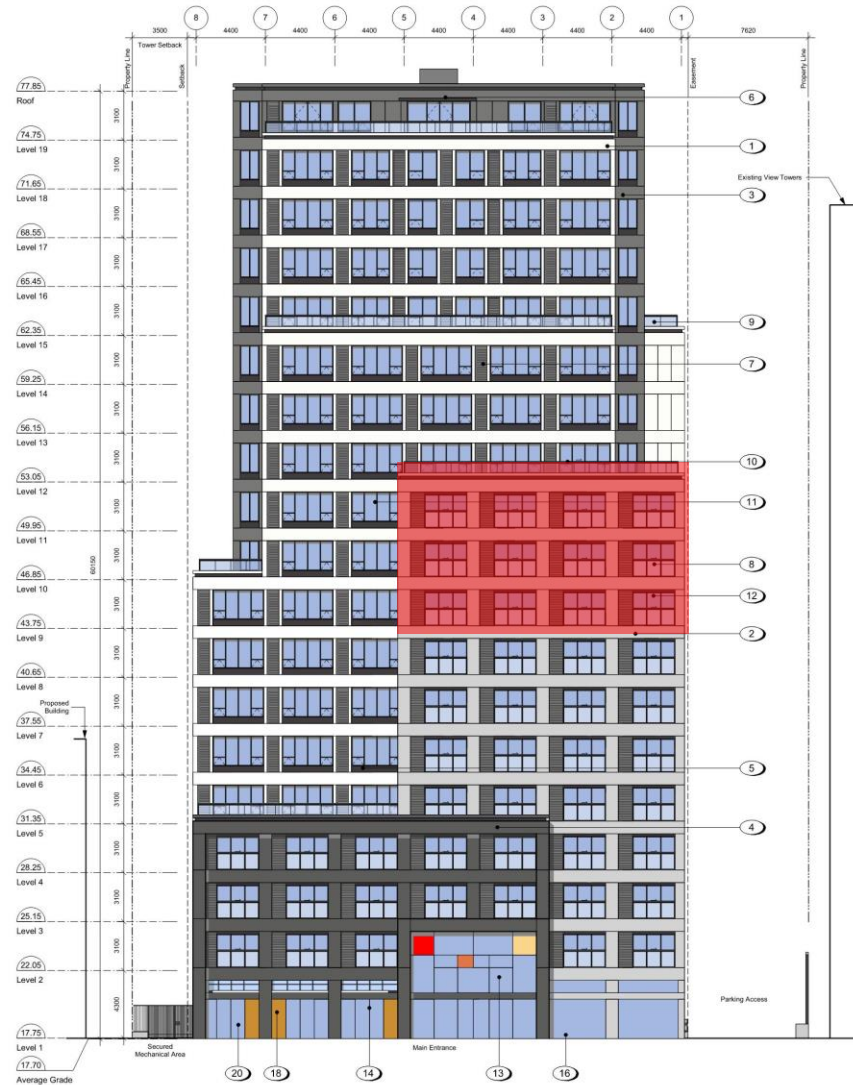 8 7 6 5 4 3 2 1
3500 4400 4400 4400 4400 4400 4400 4400 7620
Tower Setback
Property Line
Setback
Easement
Property Line
77.85
Roof
6
3100
74.75
Level 19
1
3100
71.65
Level 18
Existing View Towers
3
3100
68.55
Level 17
3100
65.45
Level 16
3100
9
62.35
Level 15
7
3100
59.25
Level 14
3100
56.15
Level 13
3100
10
53.05
Level 12
11
3100
49.95
Level 11
60150
8
3100
46.85
Level 10
12
3100
43.75
Level 9
2
3100
40.65
Level 8
3100
Proposed
Building
37.55
Level 7
3100
5
34.45
Level 6
3100
31.35
Level 5
4
3100
28.25
Level 4
3100
25.15
Level 3
3100
22.05
Level 2
4300
Parking Access
17.75
Level 1
Secured
Mechanical Area
Main Entrance
17.70
Average Grade
20 18 14 13 16